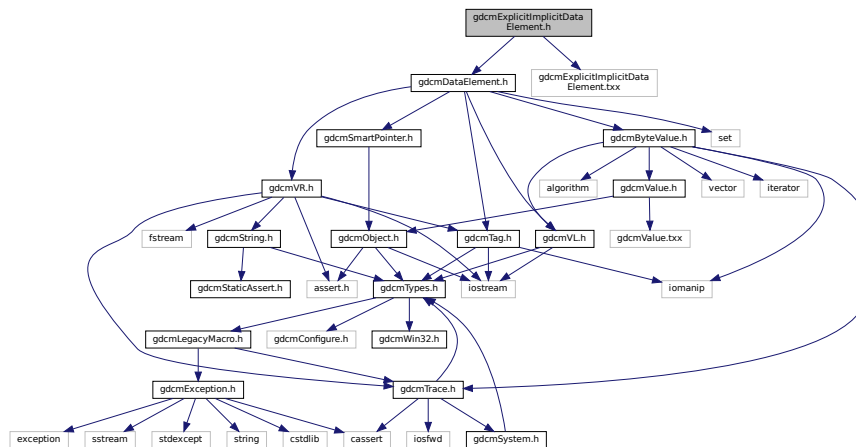 gdcmExplicitImplicitData
Element.h
gdcmDataElement.h
gdcmExplicitImplicitData
Element.txx
gdcmSmartPointer.h
gdcmByteValue.h
set
gdcmVR.h
algorithm
gdcmValue.h
vector
iterator
fstream
gdcmString.h
gdcmObject.h
gdcmTag.h
gdcmVL.h
gdcmValue.txx
gdcmStaticAssert.h
assert.h
gdcmTypes.h
iostream
iomanip
gdcmLegacyMacro.h
gdcmConfigure.h
gdcmWin32.h
gdcmException.h
gdcmTrace.h
exception
sstream
stdexcept
string
cstdlib
cassert
iosfwd
gdcmSystem.h